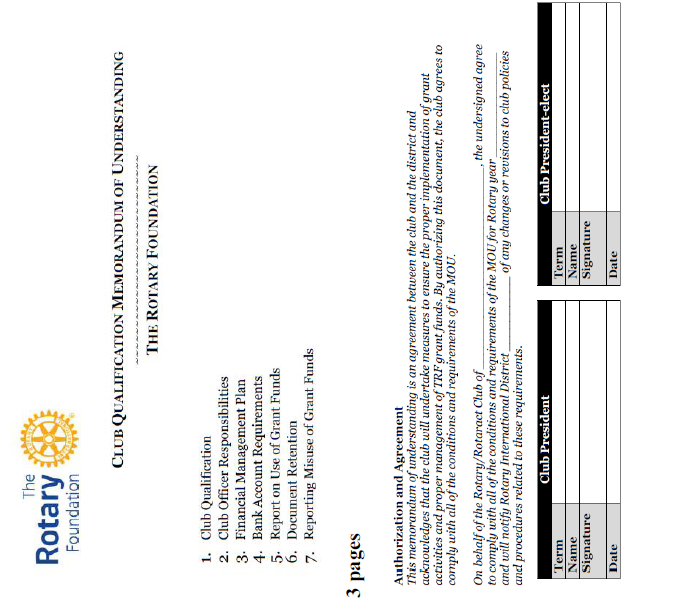 The
Rotary
Foundation
CLUB QUALIFICATION MEMORANDUM OF UNDERSTANDING
THE ROTARY FOUNDATION
1. Club Qualification
2. Club Officer Responsibilities
3. Financial Management Plan
4. Bank Account Requirements
5. Report on Use of Grant Funds
6. Document Retention
7. Reporting Misuse of Grant Funds
3 pages
Authorization and Agreement
This memorandum of understanding is an agreement between the club and the district and
acknowledges that the club will undertake measures to ensure the proper implementation of grant
activities and proper management of TRF grant funds. By authorizing this document, the club agrees to
comply with all of the conditions and requirements of the MOU.
On behalf of the Rotary/Rotaract Club of ____________, the undersigned agree
to comply with all of the conditions and requirements of the MOU for Rotary year____________
and will notify Rotary International District____________ of any changes or revisions to club policies
and procedures related to these requirements.
Club President
Term
Name
Signature
Date
Club President-elect
Term
Name
Signature
Date